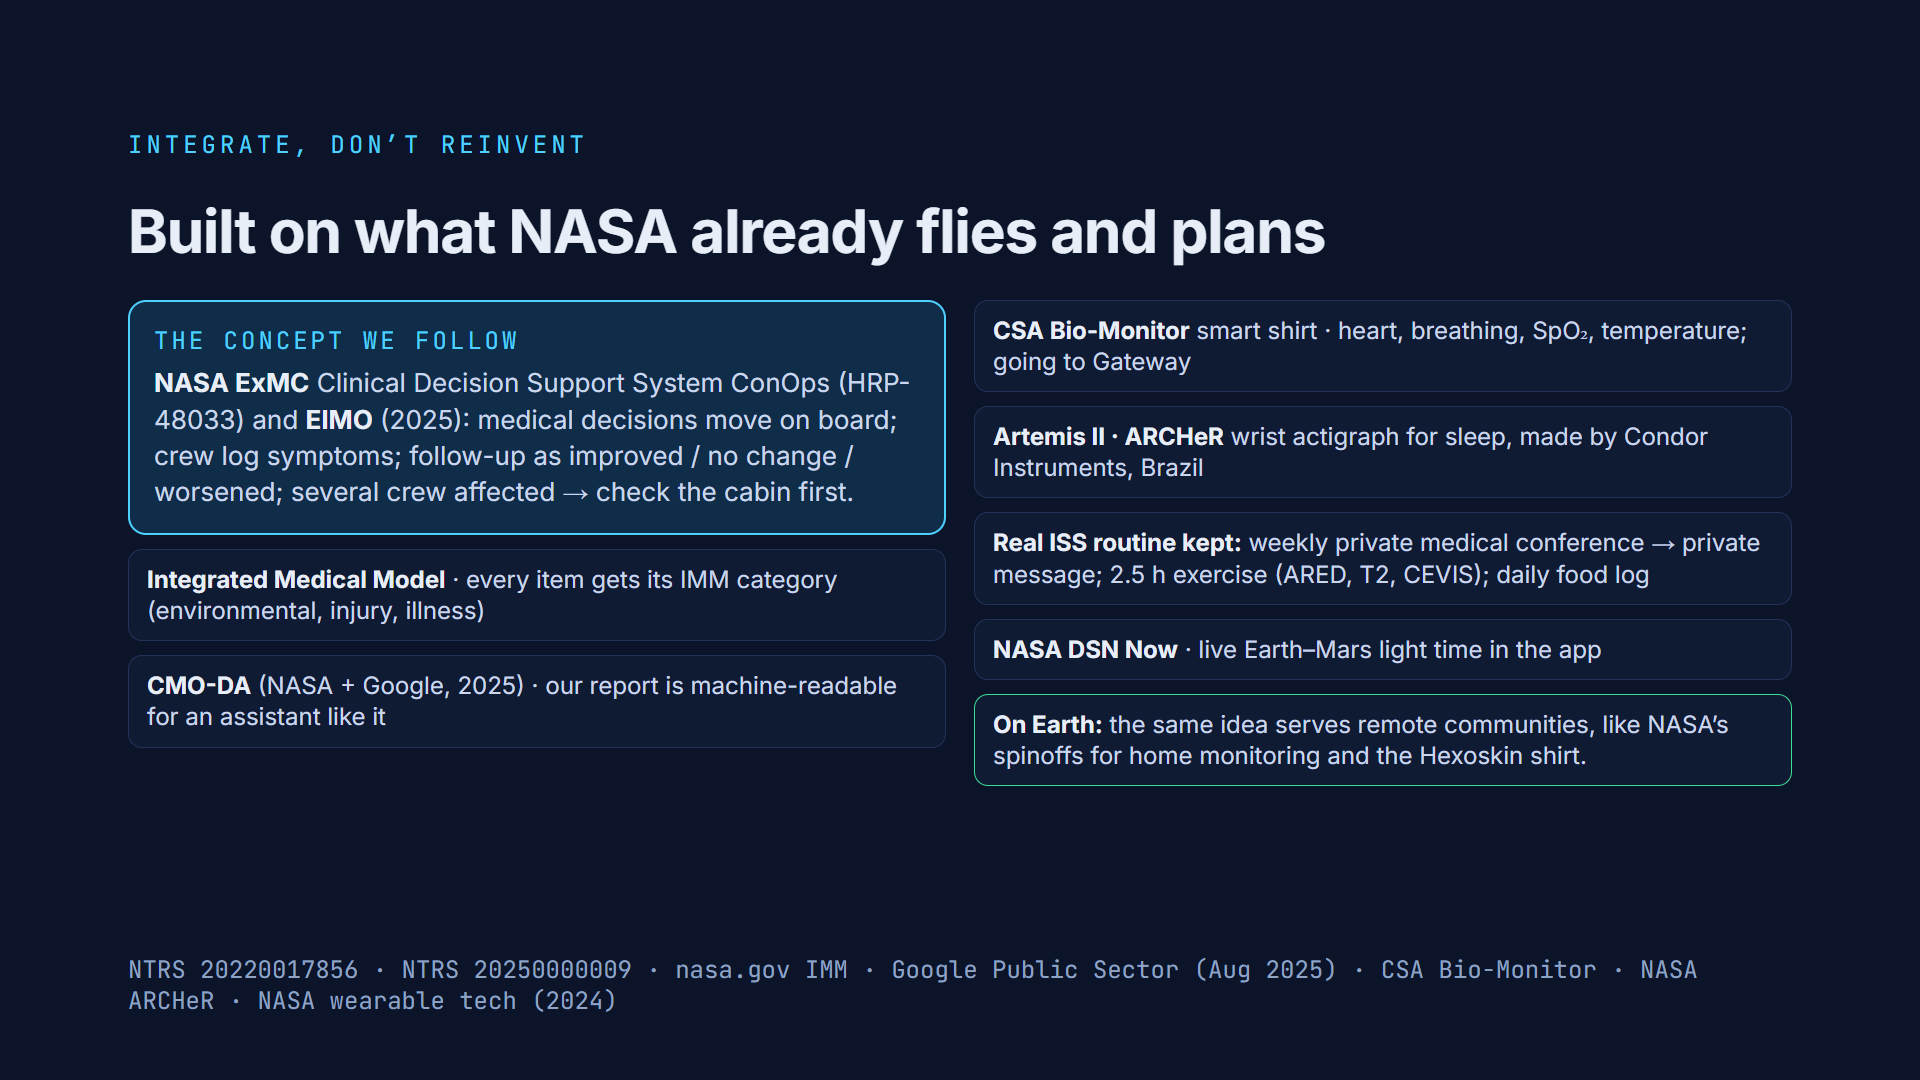 INTEGRATE, DON’T REINVENT
Built on what NASA already flies and plans
THE CONCEPT WE FOLLOW
NASA ExMC Clinical Decision Support System ConOps (HRP-
48033) and EIMO (2025): medical decisions move on board;
crew log symptoms; follow-up as improved / no change /
worsened; several crew affected → check the cabin first.
Integrated Medical Model · every item gets its IMM category
(environmental, injury, illness)
CMO-DA (NASA + Google, 2025) · our report is machine-readable
for an assistant like it
CSA Bio-Monitor smart shirt · heart, breathing, SpO₂, temperature;
going to Gateway
Artemis II · ARCHeR wrist actigraph for sleep, made by Condor
Instruments, Brazil
Real ISS routine kept: weekly private medical conference → private
message; 2.5 h exercise (ARED, T2, CEVIS); daily food log
NASA DSN Now · live Earth–Mars light time in the app
On Earth: the same idea serves remote communities, like NASA’s
spinoffs for home monitoring and the Hexoskin shirt.
NTRS 20220017856 · NTRS 20250000009 · nasa.gov IMM · Google Public Sector (Aug 2025) · CSA Bio-Monitor · NASA
ARCHeR · NASA wearable tech (2024)